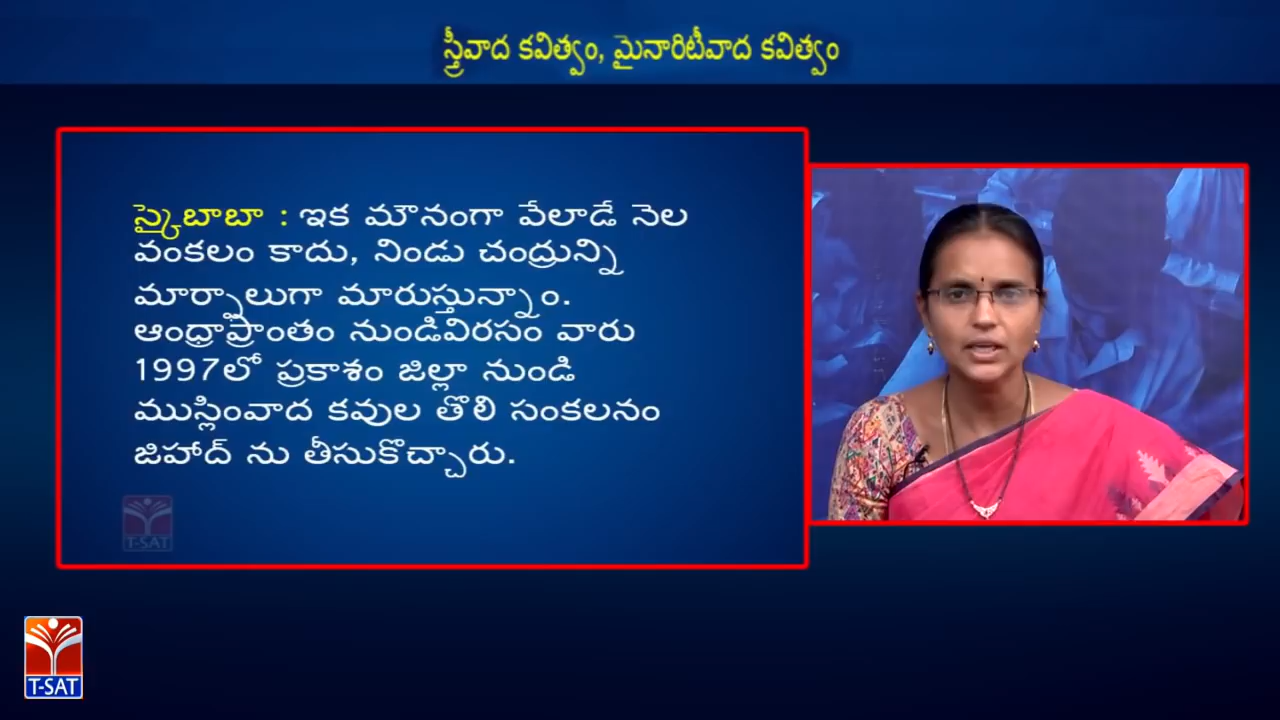 స్త్రీవాద కవిత్వం, మైనారిటీవాద కవిత్వం
స్కైబాబా : ఇక మౌనంగా వేలాడే నెల
వంకలం కాదు, నిండు చంద్రున్ని
మార్ఫాలుగా మారుస్తున్నాం.
ఆంధ్రాప్రాంతం నుండివిరసం వారు
1997లో ప్రకాశం జిల్లా నుండి
ముస్లింవాద కవుల తొలి సంకలనం
జిహాద్ ను తీసుకొచ్చారు.
T-SAT
T-SAT